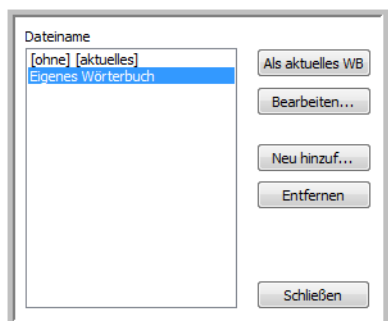 Dateiname
[ohne] [aktuelles]
Eigenes Wörterbuch
Als aktuelles WB
Bearbeiten...
Neu hinzuf...
Entfernen
Schließen